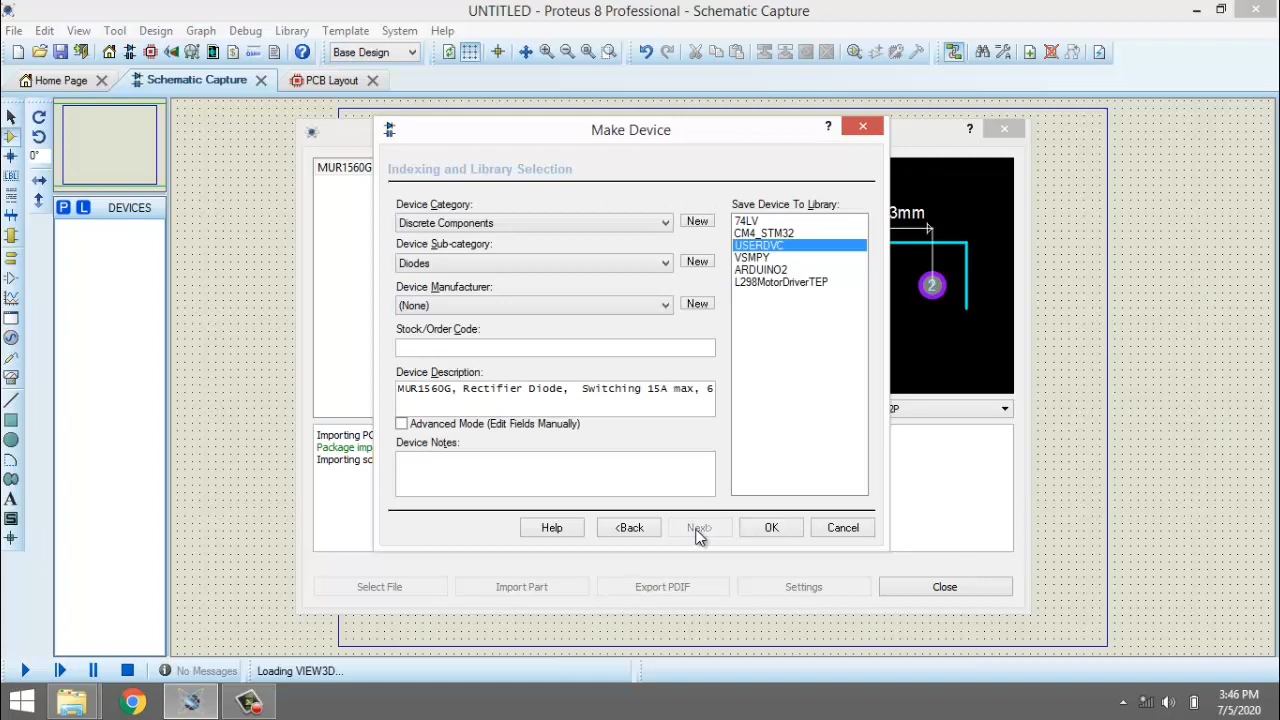 UNTITLED - Proteus 8 Professional - Schematic Capture
File Edit View Tool Design Graph Debug Library Template System Help
Base Design
Home Page
Schematic Capture
PCB Layout
0°
LBL
P L DEVICES
MUR1560G
Make Device
?
?
Indexing and Library Selection
Device Category:
Discrete Components
New
Device Sub-category:
Diodes
New
Device Manufacturer:
(None)
New
Stock/Order Code:
Device Description:
MUR1560G, Rectifier Diode,  Switching 15A max, 6
Advanced Mode (Edit Fields Manually)
Device Notes:
Save Device To Library:
74LV
CM4_STM32
USERDVC
VSMPY
ARDUINO2
L298MotorDriverTEP
3mm
2
2P
Importing PC
Package imp
Importing sc
Help <Back Next> OK Cancel
Select File Import Part Export PDIF Settings Close
A
No Messages
Loading VIEW3D...
3:46 PM
7/5/2020